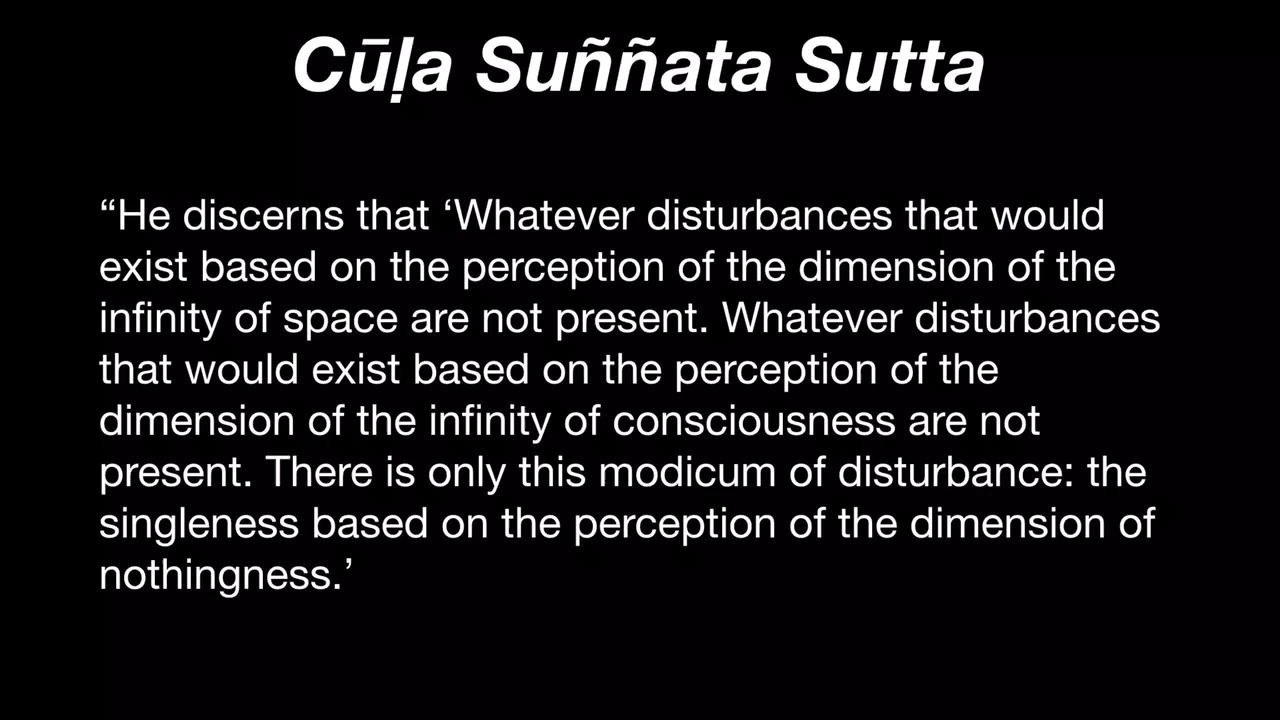 Cūḷa Suññata Sutta
“He discerns that ‘Whatever disturbances that would
exist based on the perception of the dimension of the
infinity of space are not present. Whatever disturbances
that would exist based on the perception of the
dimension of the infinity of consciousness are not
present. There is only this modicum of disturbance: the
singleness based on the perception of the dimension of
nothingness.’